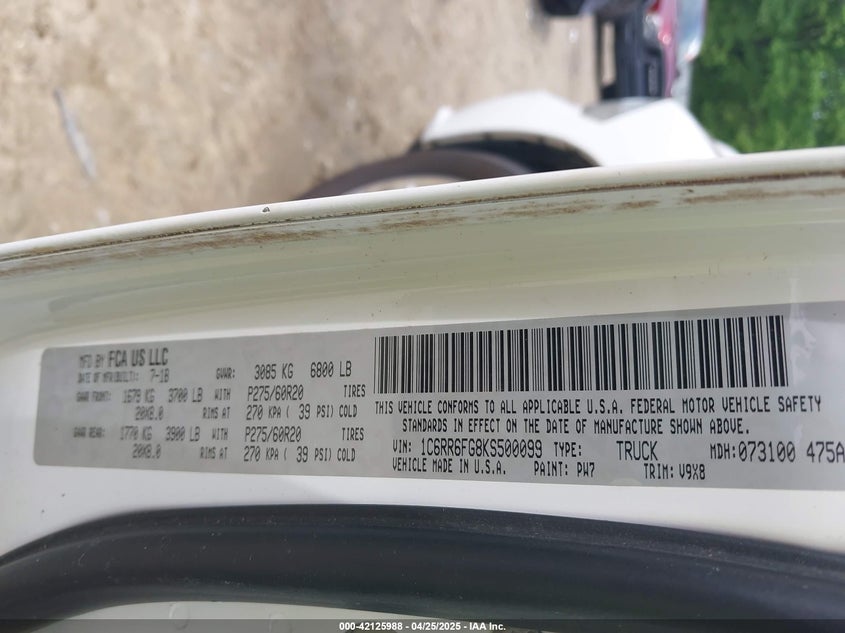 MFD BY FCA US LLC
DATE OF MFR(BUILT): 7-18 GVWR: 3085 KG 6800 LB
GAWR FRONT: 1679 KG 3700 LB WITH P275/60R20 TIRES
20X8.0 RIMS AT 270 KPA ( 39 PSI) COLD
GAWR REAR: 1770 KG 3900 LB WITH P275/60R20 TIRES
20X8.0 RIMS AT 270 KPA ( 39 PSI) COLD
THIS VEHICLE CONFORMS TO ALL APPLICABLE U.S.A. FEDERAL MOTOR VEHICLE SAFETY
STANDARDS IN EFFECT ON THE DATE OF MANUFACTURE SHOWN ABOVE.
VIN: 1C6RR6FG8KS500099 TYPE: TRUCK MDH:073100 475A
VEHICLE MADE IN U.S.A. PAINT: PW7 TRIM: V9X8
000-42125988 - 04/25/2025 - IAA Inc.